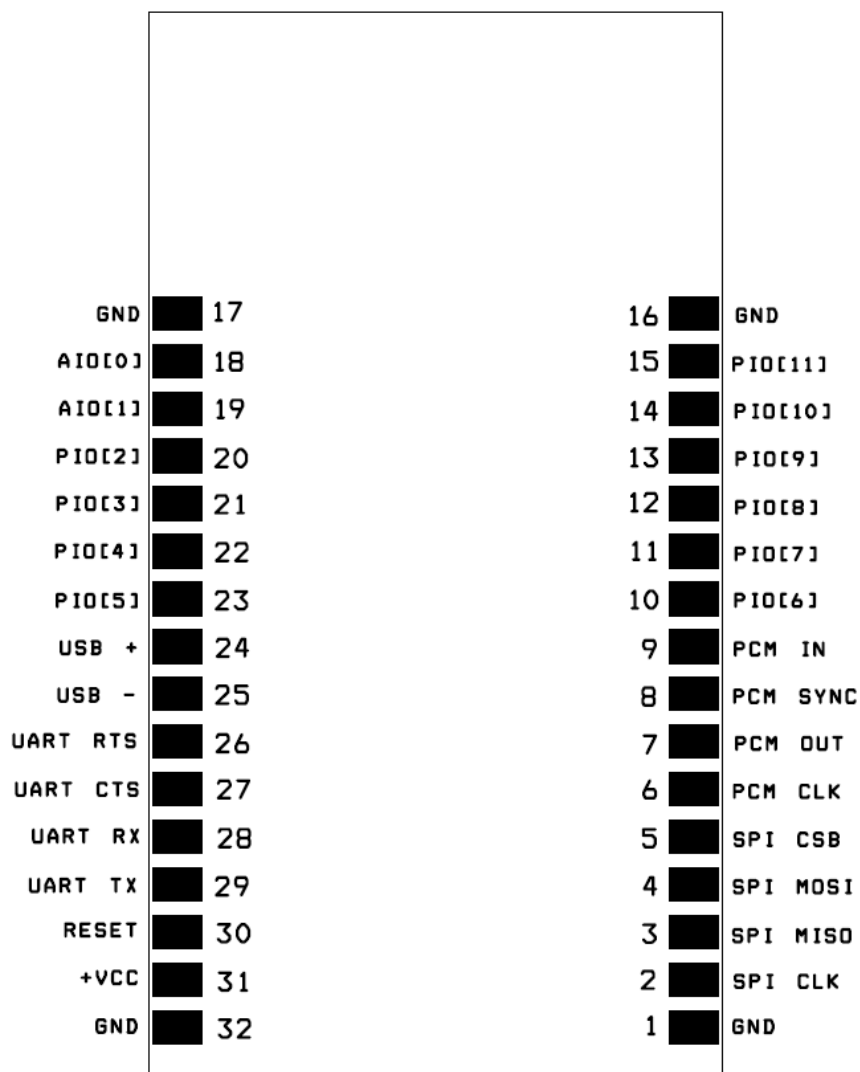 GND 17 16 GND
AIO[0] 18 15 PIO[11]
AIO[1] 19 14 PIO[10]
PIO[2] 20 13 PIO[9]
PIO[3] 21 12 PIO[8]
PIO[4] 22 11 PIO[7]
PIO[5] 23 10 PIO[6]
USB + 24 9 PCM IN
USB - 25 8 PCM SYNC
UART RTS 26 7 PCM OUT
UART CTS 27 6 PCM CLK
UART RX 28 5 SPI CSB
UART TX 29 4 SPI MOSI
RESET 30 3 SPI MISO
+VCC 31 2 SPI CLK
GND 32 1 GND